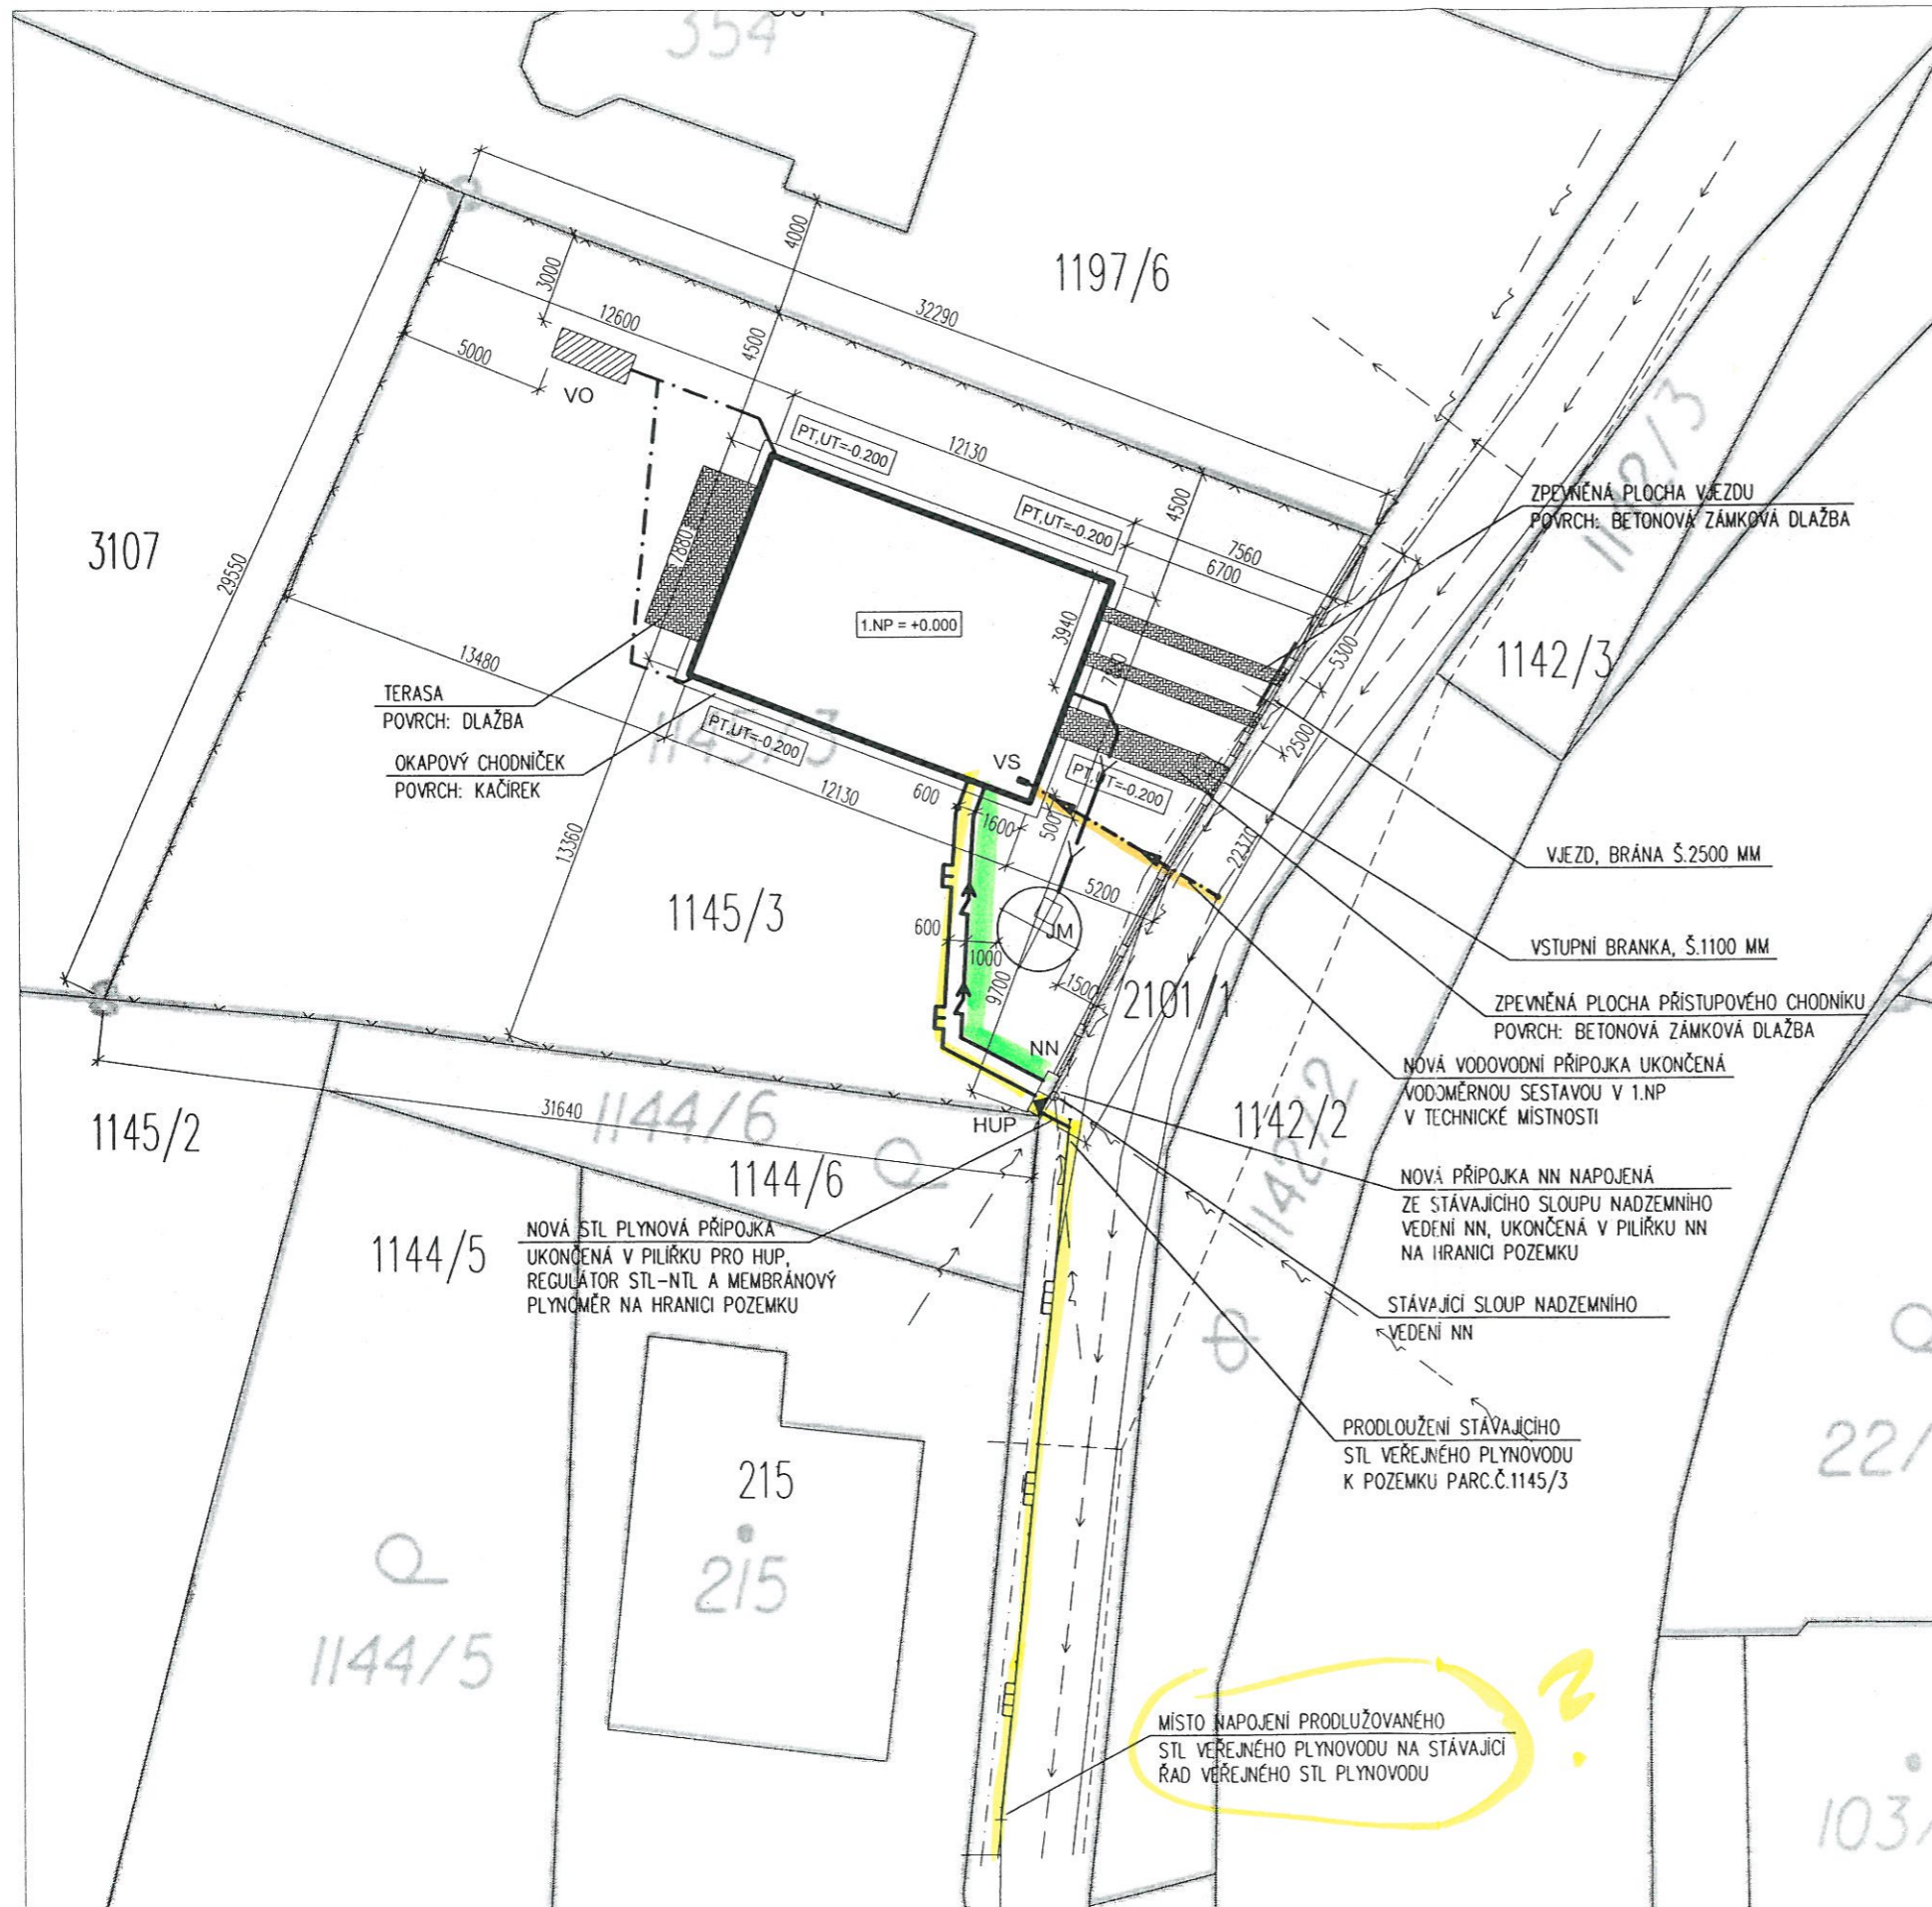 354
1197/6
4000
3000
32290
12600
4500
5000
VO
PT,UT=-0.200
12130
1142/3
ZPEVNĚNÁ PLOCHA VJEZDU
POVRCH: BETONOVÁ ZÁMKOVÁ DLAŽBA
PT,UT=-0.200
4500
7560
6700
3107
29550
7880
1.NP = +0.000
3940
5300
1142/3
13480
TERASA
POVRCH: DLAŽBA
1145/3
PT,UT=-0.200
2500
OKAPOVÝ CHODNÍČEK
POVRCH: KAČÍREK
VS
PT,UT=-0.200
12130
600
1600
500
22370
13360
VJEZD, BRÁNA Š.2500 MM
1145/3
5200
600
JM
1000
9700
1500
2101/1
VSTUPNÍ BRANKA, Š.1100 MM
ZPEVNĚNÁ PLOCHA PŘÍSTUPOVÉHO CHODNÍKU
POVRCH: BETONOVÁ ZÁMKOVÁ DLAŽBA
NN
NOVÁ VODOVODNÍ PŘÍPOJKA UKONČENÁ
VODOMĚRNOU SESTAVOU V 1.NP
V TECHNICKÉ MÍSTNOSTI
31640
1144/6
HUP
1145/2
1142/2
1142/2
1144/6
NOVÁ PŘÍPOJKA NN NAPOJENÁ
ZE STÁVAJÍCÍHO SLOUPU NADZEMNÍHO
VEDENÍ NN, UKONČENÁ V PILÍŘKU NN
NA HRANICI POZEMKU
1144/5
NOVÁ STL PLYNOVÁ PŘÍPOJKA
UKONČENÁ V PILÍŘKU PRO HUP,
REGULÁTOR STL-NTL A MEMBRÁNOVÝ
PLYNOMĚR NA HRANICI POZEMKU
STÁVAJÍCÍ SLOUP NADZEMNÍHO
VEDENÍ NN
PRODLOUŽENÍ STÁVAJÍCÍHO
STL VEŘEJNÉHO PLYNOVODU
K POZEMKU PARC.Č.1145/3
22/
215
215
1144/5
MÍSTO NAPOJENÍ PRODLUŽOVANÉHO
STL VEŘEJNÉHO PLYNOVODU NA STÁVAJÍCÍ
ŘAD VEŘEJNÉHO STL PLYNOVODU
?
103/